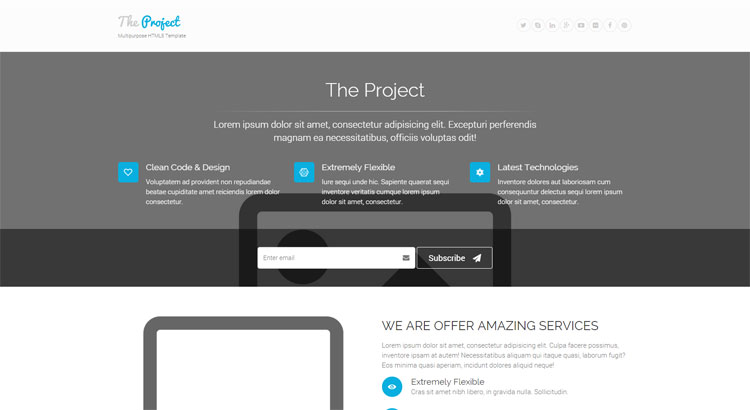 The Project
Multipurpose HTML5 Template
The Project
Lorem ipsum dolor sit amet, consectetur adipisicing elit. Excepturi perferendis
magnam ea necessitatibus, officiis voluptas odit!
Clean Code & Design
Voluptatem ad provident non repudiandae
beatae cupiditate amet reiciendis lorem dolor
consectetur.
Extremely Flexible
Iure sequi unde hic. Sapiente quaerat sequi
inventore veritatis cumque lorem ipsum
dolor sit amet, consectetur.
Latest Technologies
Inventore dolores aut laboriosam cum
consequuntur delectus sequi lorem ipsum
dolor sit amet, consectetur.
Enter email
Subscribe
WE ARE OFFER AMAZING SERVICES
Lorem ipsum dolor sit amet, consectetur adipisicing elit. Culpa facere possimus,
inventore ipsam at autem! Necessitatibus aliquam qui itaque quasi, laborum fugit?
Eos minima quasi aperiam, incidunt dolores aliquid neque!
Extremely Flexible
Cras sit amet nibh libero, in gravida nulla. Sollicitudin.